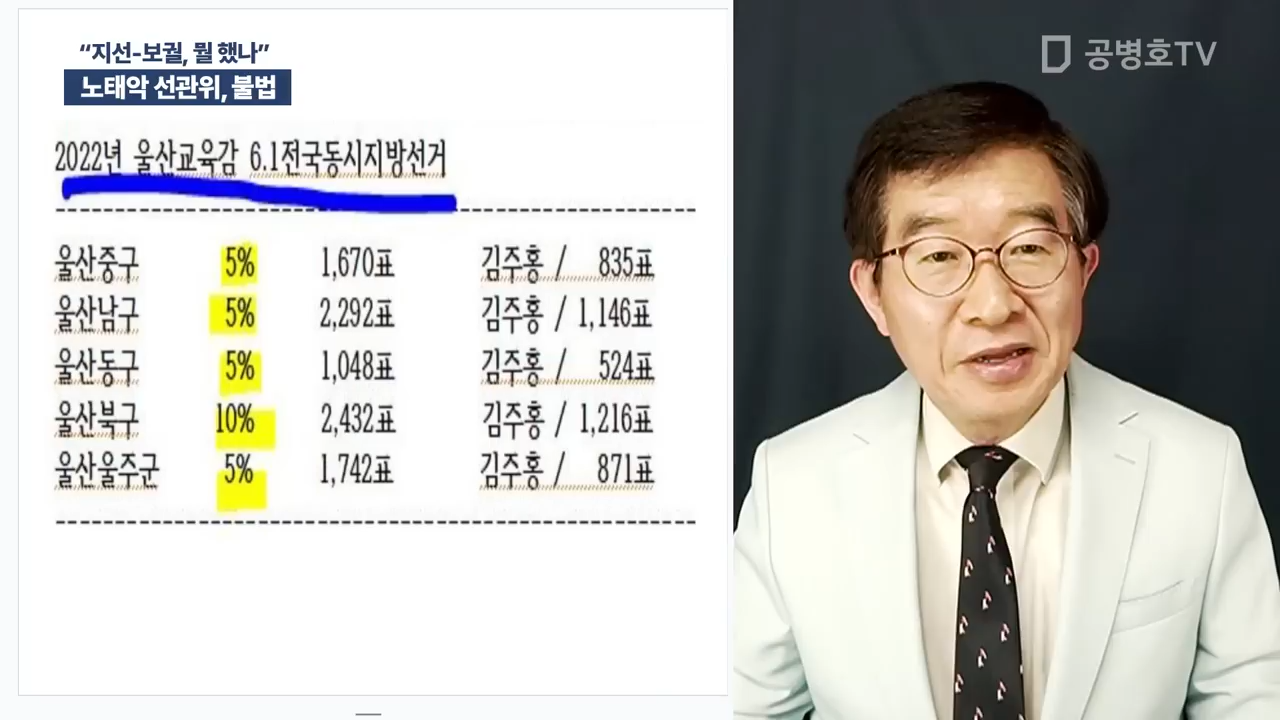 “지선-보궐, 뭘 했나”
노태악 선관위, 불법
공병호TV
2022년 울산교육감 6.1전국동시지방선거
울산중구 5% 1,670표 김주홍 / 835표
울산남구 5% 2,292표 김주홍 / 1,146표
울산동구 5% 1,048표 김주홍 / 524표
울산북구 10% 2,432표 김주홍 / 1,216표
울산울주군 5% 1,742표 김주홍 / 871표